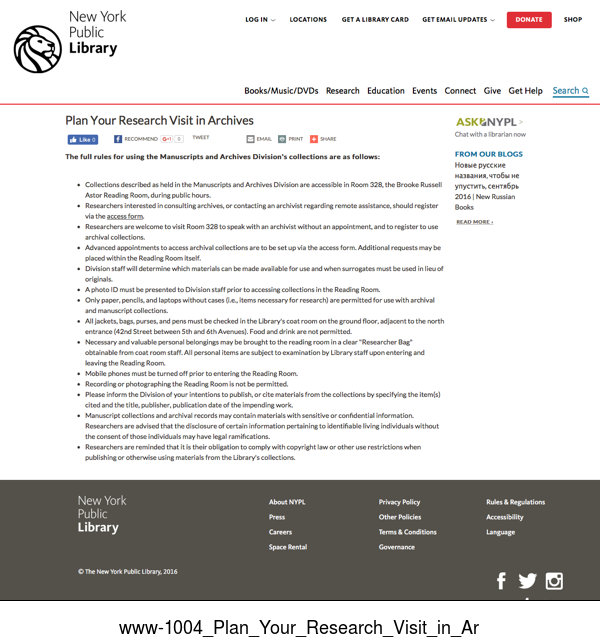 New York
Public
Library
LOG IN
LOCATIONS
GET A LIBRARY CARD
GET EMAIL UPDATES
DONATE
SHOP
Books/Music/DVDs Research Education Events Connect Give Get Help Search
Plan Your Research Visit in Archives
Like 0
RECOMMEND
G+1 0
TWEET
EMAIL
PRINT
SHARE
The full rules for using the Manuscripts and Archives Division's collections are as follows:
• Collections described as held in the Manuscripts and Archives Division are accessible in Room 328, the Brooke Russell
Astor Reading Room, during public hours.
• Researchers interested in consulting archives, or contacting an archivist regarding remote assistance, should register
via the access form.
• Researchers are welcome to visit Room 328 to speak with an archivist without an appointment, and to register to use
archival collections.
• Advanced appointments to access archival collections are to be set up via the access form. Additional requests may be
placed within the Reading Room itself.
• Division staff will determine which materials can be made available for use and when surrogates must be used in lieu of
originals.
• A photo ID must be presented to Division staff prior to accessing collections in the Reading Room.
• Only paper, pencils, and laptops without cases (i.e., items necessary for research) are permitted for use with archival
and manuscript collections.
• All jackets, bags, purses, and pens must be checked in the Library's coat room on the ground floor, adjacent to the north
entrance (42nd Street between 5th and 6th Avenues). Food and drink are not permitted.
• Necessary and valuable personal belongings may be brought to the reading room in a clear "Researcher Bag"
obtainable from coat room staff. All personal items are subject to examination by Library staff upon entering and
leaving the Reading Room.
• Mobile phones must be turned off prior to entering the Reading Room.
• Recording or photographing the Reading Room is not be permitted.
• Please inform the Division of your intentions to publish, or cite materials from the collections by specifying the item(s)
cited and the title, publisher, publication date of the impending work.
• Manuscript collections and archival records may contain materials with sensitive or confidential information.
Researchers are advised that the disclosure of certain information pertaining to identifiable living individuals without
the consent of those individuals may have legal ramifications.
• Researchers are reminded that it is their obligation to comply with copyright law or other use restrictions when
publishing or otherwise using materials from the Library's collections.
ASK NYPL >
Chat with a librarian now
FROM OUR BLOGS
Новые русские
названия, чтобы не
упустить, сентябрь
2016 | New Russian
Books
READ MORE ›
New York
Public
Library
About NYPL
Press
Careers
Space Rental
Privacy Policy
Other Policies
Terms & Conditions
Governance
Rules & Regulations
Accessibility
Language
© The New York Public Library, 2016
www-1004_Plan_Your_Research_Visit_in_Ar